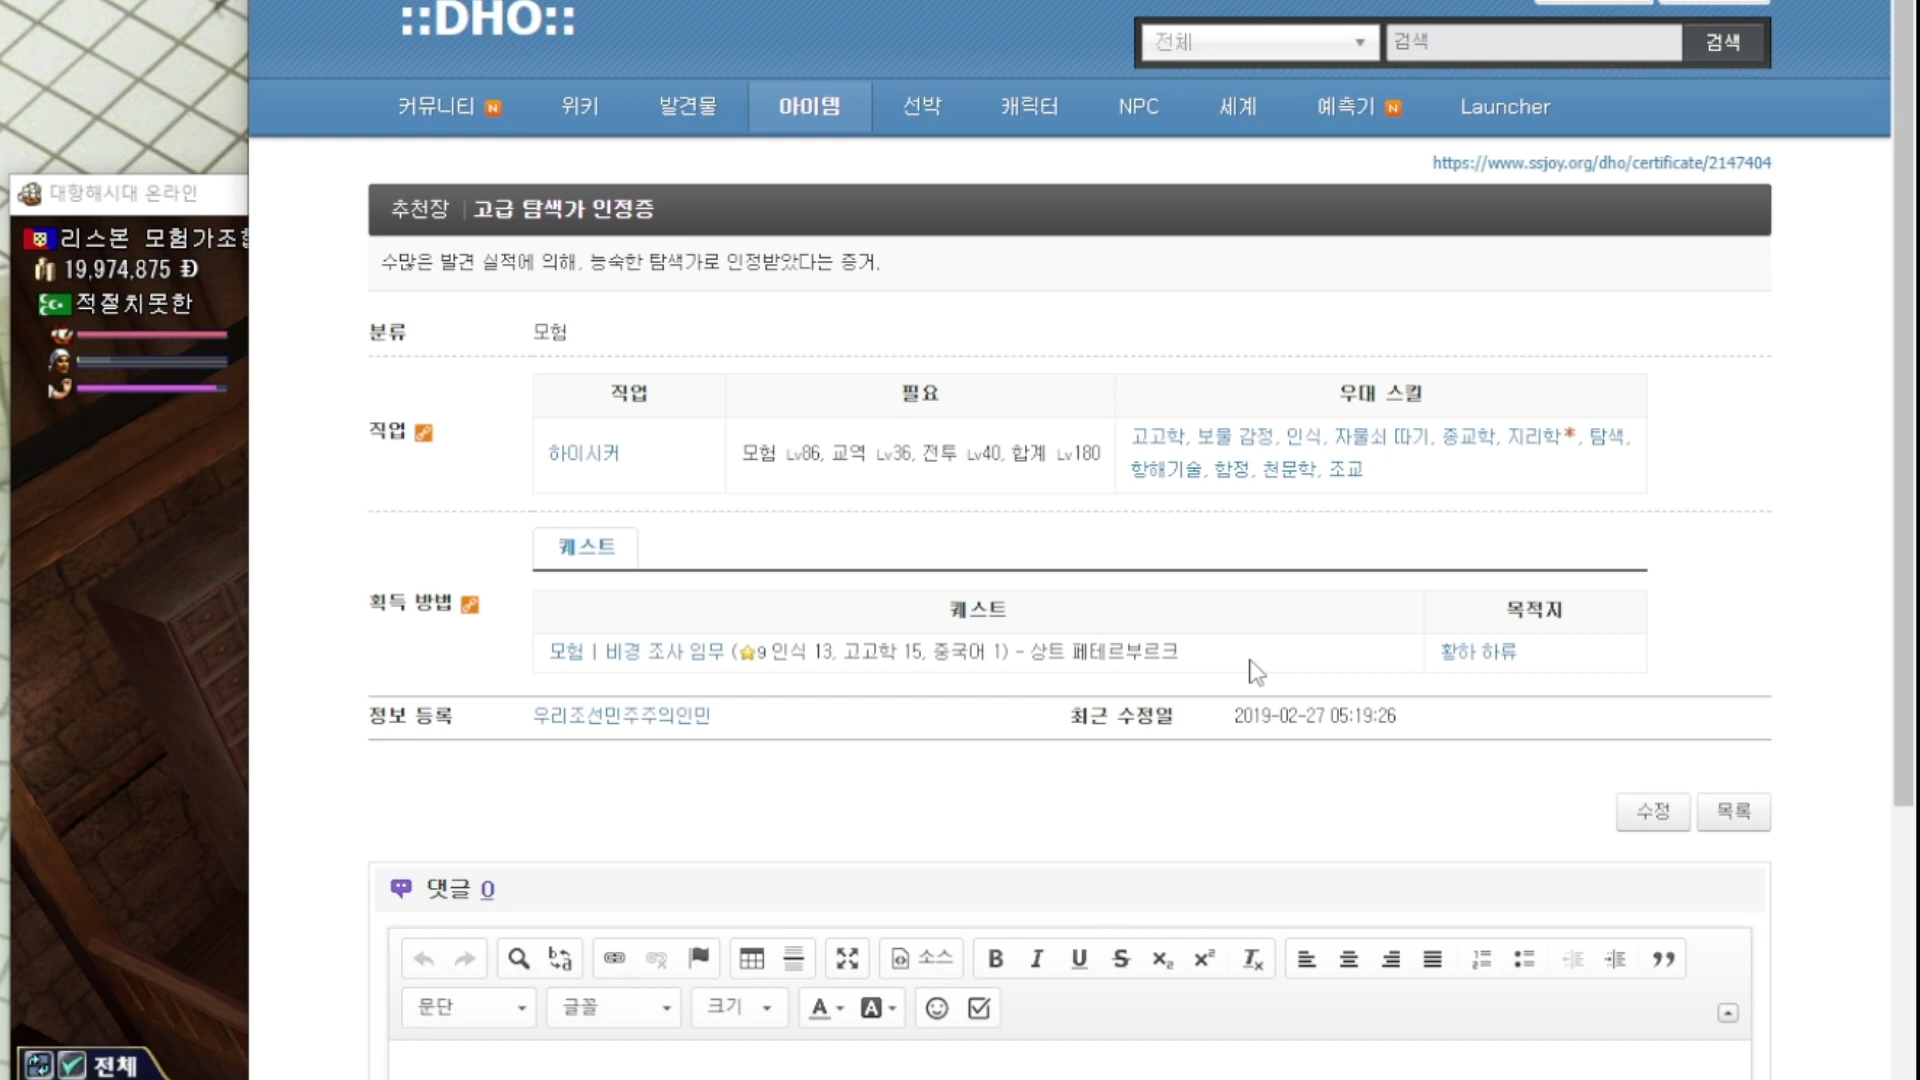 ::DHO::
전체
검색
검색
커뮤니티 N
위키
발견물
아이템
선박
캐릭터
NPC
세계
예측기 N
Launcher
https://www.ssjoy.org/dho/certificate/2147404
대항해시대 온라인
리스본 모험가조합
19,974,875 D
적절치못한
추천장 | 고급 탐색가 인정증
수많은 발견 실적에 의해, 능숙한 탐색가로 인정받았다는 증거.
분류
모험
직업
직업
필요
우대 스킬
하이시커
모험 Lv86, 교역 Lv36, 전투 Lv40, 합계 Lv180
고고학, 보물 감정, 인식, 자물쇠 따기, 종교학, 지리학*, 탐색,
항해기술, 함정, 천문학, 조교
획득 방법
퀘스트
퀘스트
목적지
모험 | 비경 조사 임무 (9 인식 13, 고고학 15, 중국어 1) - 상트 페테르부르크
황하 하류
정보 등록
우리조선민주주의인민
최근 수정일
2019-02-27 05:19:26
수정
목록
댓글 0
소스
B I U S x₂ x² Tx
문단
글꼴
크기
A
A
전체